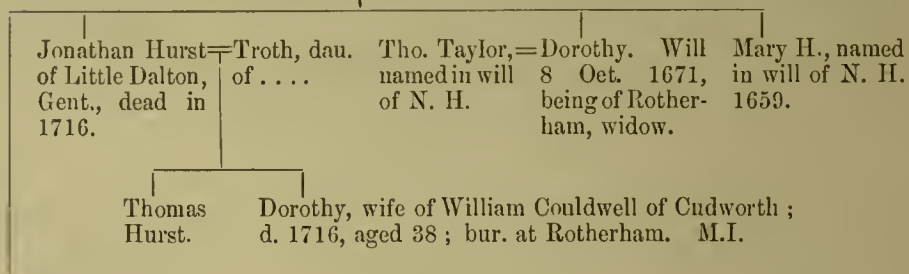 Jonathan Hurst=Troth, dau.
of Little Dalton, of . . . .
Gent., dead in
1716.
Tho. Taylor,=Dorothy. Will
named in will 8 Oct. 1671,
of N. H. being of Rother-
ham, widow.
Mary H., named
in will of N. H.
1659.
Thomas
Hurst.
Dorothy, wife of William Couldwell of Cudworth ;
d. 1716, aged 38 ; bur. at Rotherham. M.I.